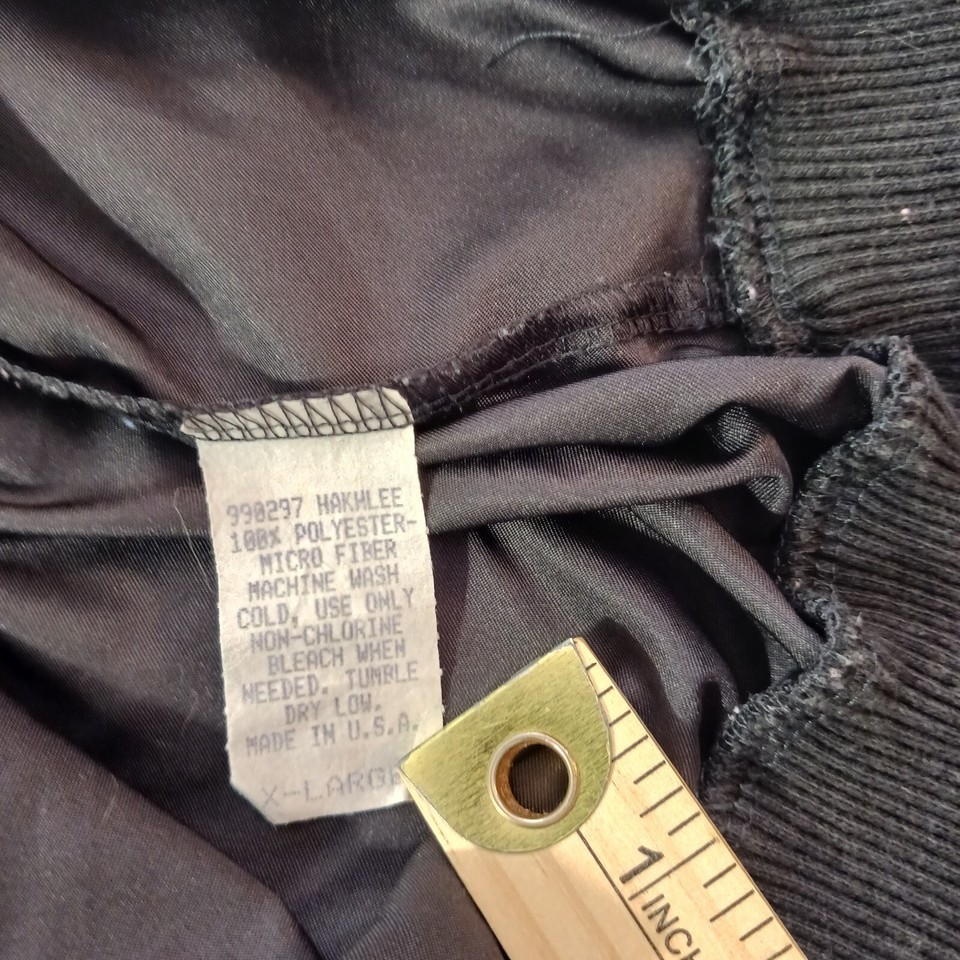 990297 HAKHLEE
100% POLYESTER-
MICRO FIBER
MACHINE WASH
COLD, USE ONLY
NON-CHLORINE
BLEACH WHEN
NEEDED. TUMBLE
DRY LOW.
MADE IN U.S.A.
X-LARGE
1
INCH